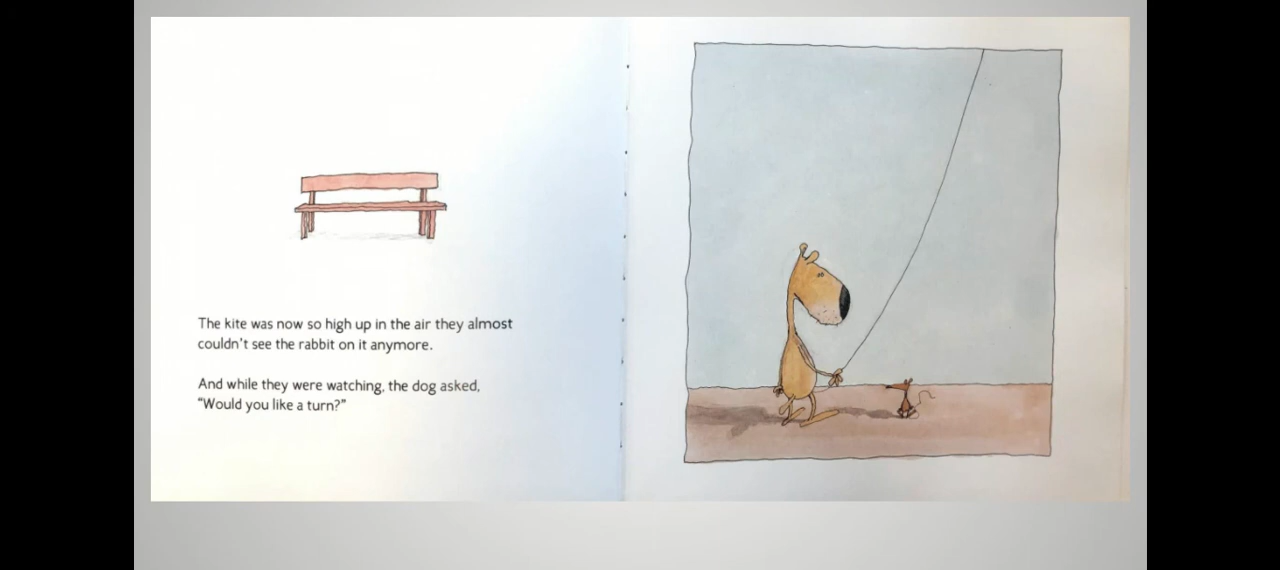 The kite was now so high up in the air they almost
couldn't see the rabbit on it anymore.
And while they were watching, the dog asked,
“Would you like a turn?”